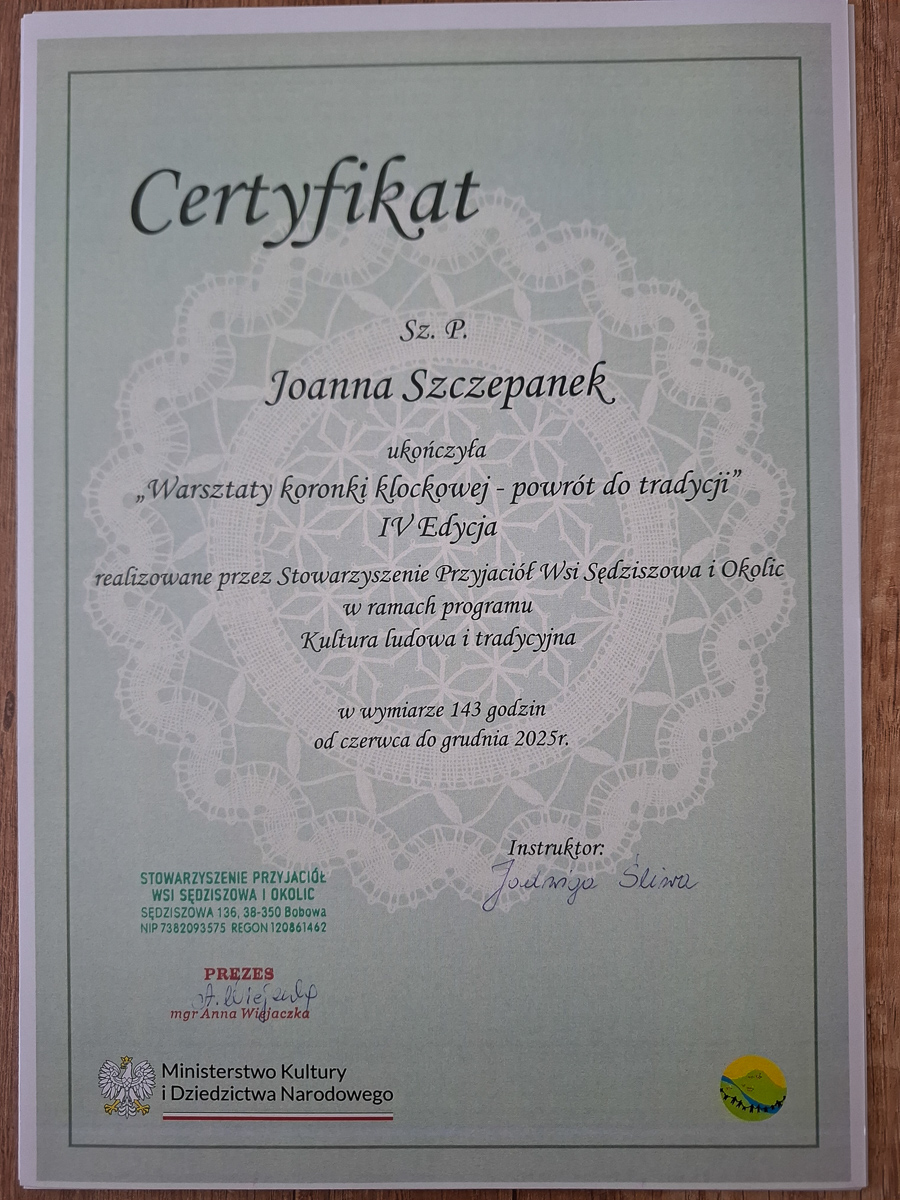 Certyfikat
Sz. P.
Joanna Szczepanek
ukończyła
„Warsztaty koronki klockowej - powrót do tradycji”
IV Edycja
realizowane przez Stowarzyszenie Przyjaciół Wsi Sędziszowa i Okolic
w ramach programu
Kultura ludowa i tradycyjna
w wymiarze 143 godzin
od czerwca do grudnia 2025r.
Instruktor:
Jadwiga Śliwa
STOWARZYSZENIE PRZYJACIÓŁ
WSI SĘDZISZOWA I OKOLIC
SĘDZISZOWA 136, 38-350 Bobowa
NIP 7382093575 REGON 120861462
PREZES
A. Wiejaczka
mgr Anna Wiejaczka
Ministerstwo Kultury
i Dziedzictwa Narodowego